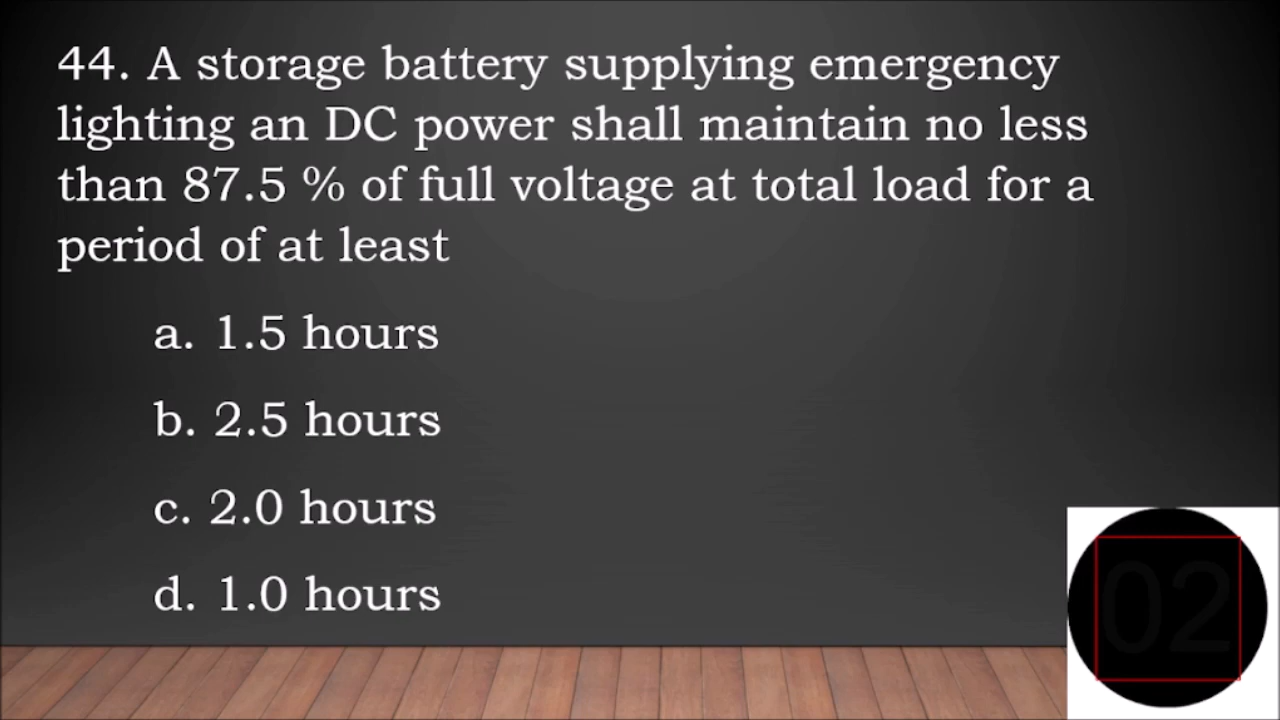 44. A storage battery supplying emergency
lighting an DC power shall maintain no less
than 87.5 % of full voltage at total load for a
period of at least
a. 1.5 hours
b. 2.5 hours
c. 2.0 hours
d. 1.0 hours
02